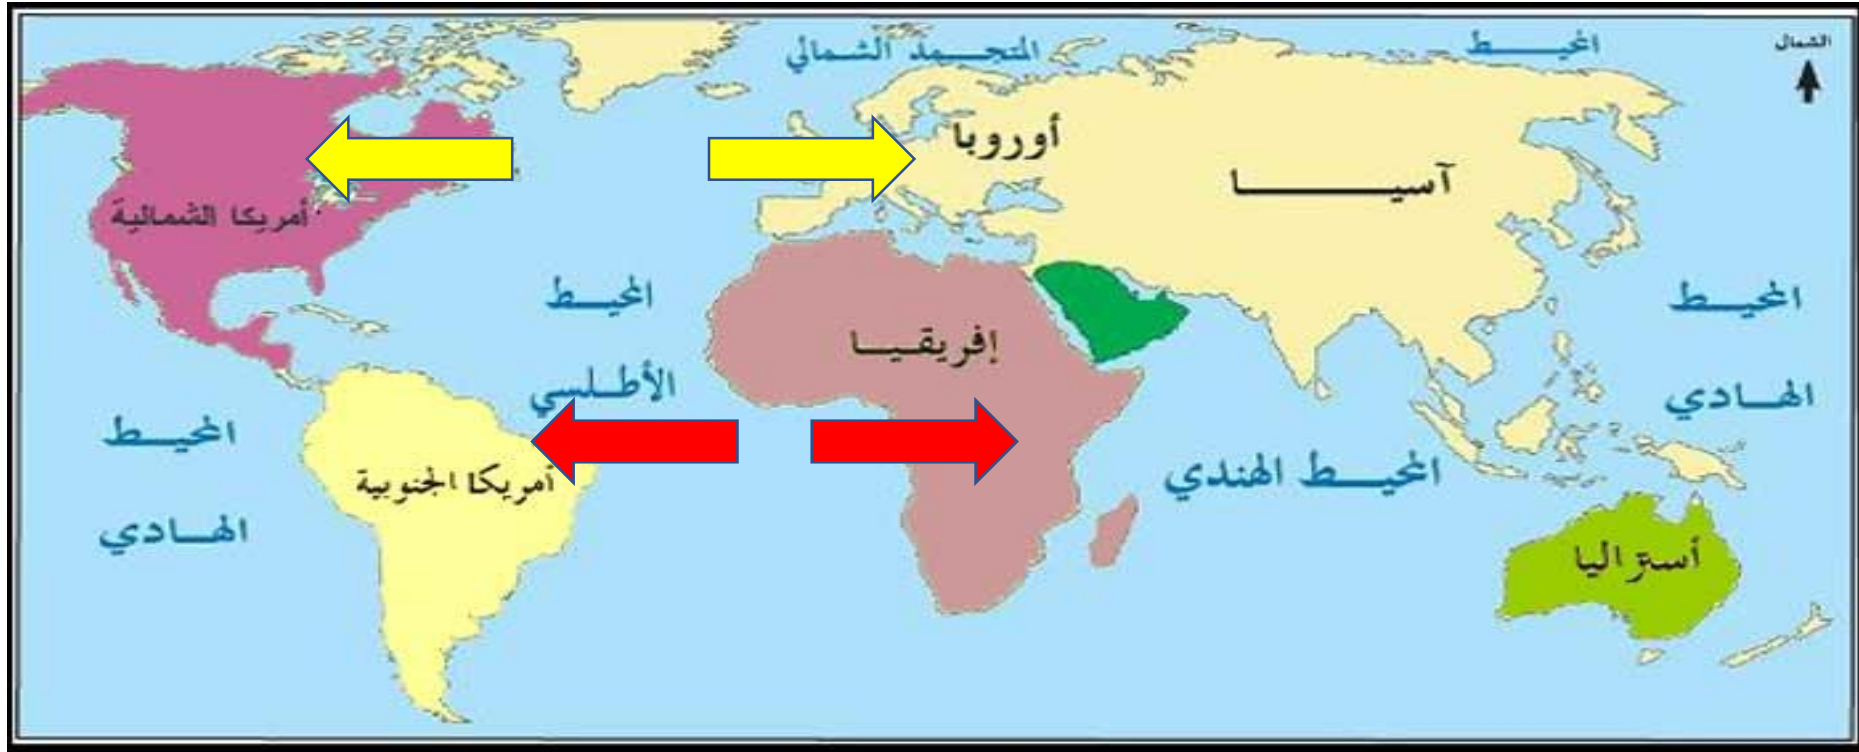 الشمال
المحيط
المتجمد الشمالي
أوروبا
آسيا
أمريكا الشمالية
المحيط
الأطلسي
إفريقيا
المحيط
الهادي
المحيط
الهادي
أمريكا الجنوبية
المحيط الهندي
أستراليا